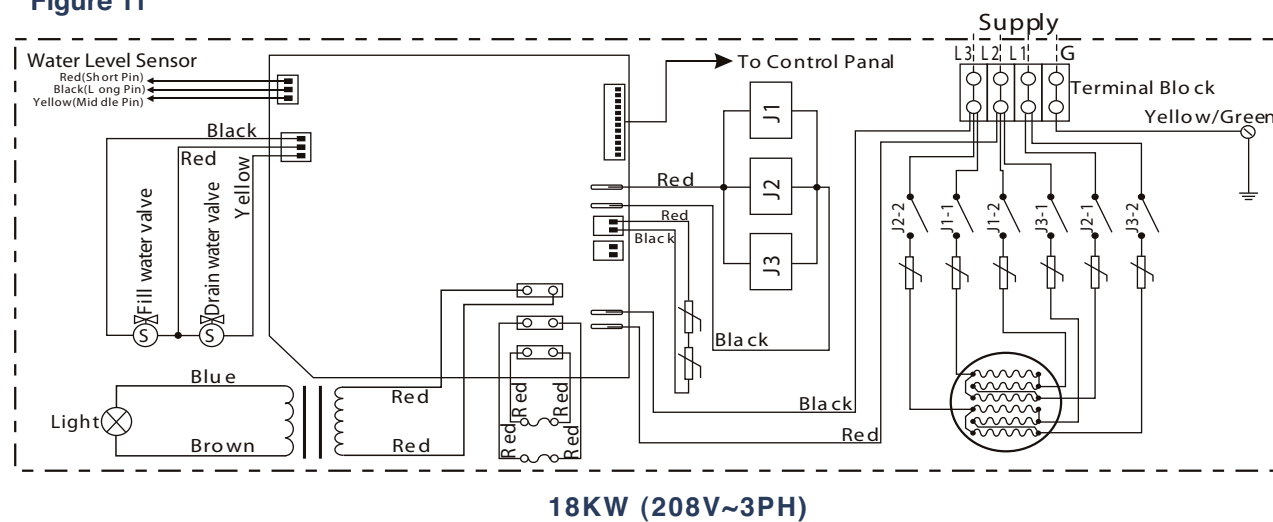 Figure 11
Supply
L3 L2 L1 G
Water Level Sensor
Red(Short Pin)
Black(L ong Pin)
Yellow(Mid dle Pin)
To Control Panal
Terminal Block
Yellow/Green
Black
Red
Yellow
Fill water valve
Drain water valve
S
S
J1
J2
J3
Red
Red
Black
Black
J2-2
J1-1
J1-2
J3-1
J2-1
J3-2
Blue
Light
Brown
Red
Red
Red
Red
Red
Red
Black
Red
18KW (208V~3PH)